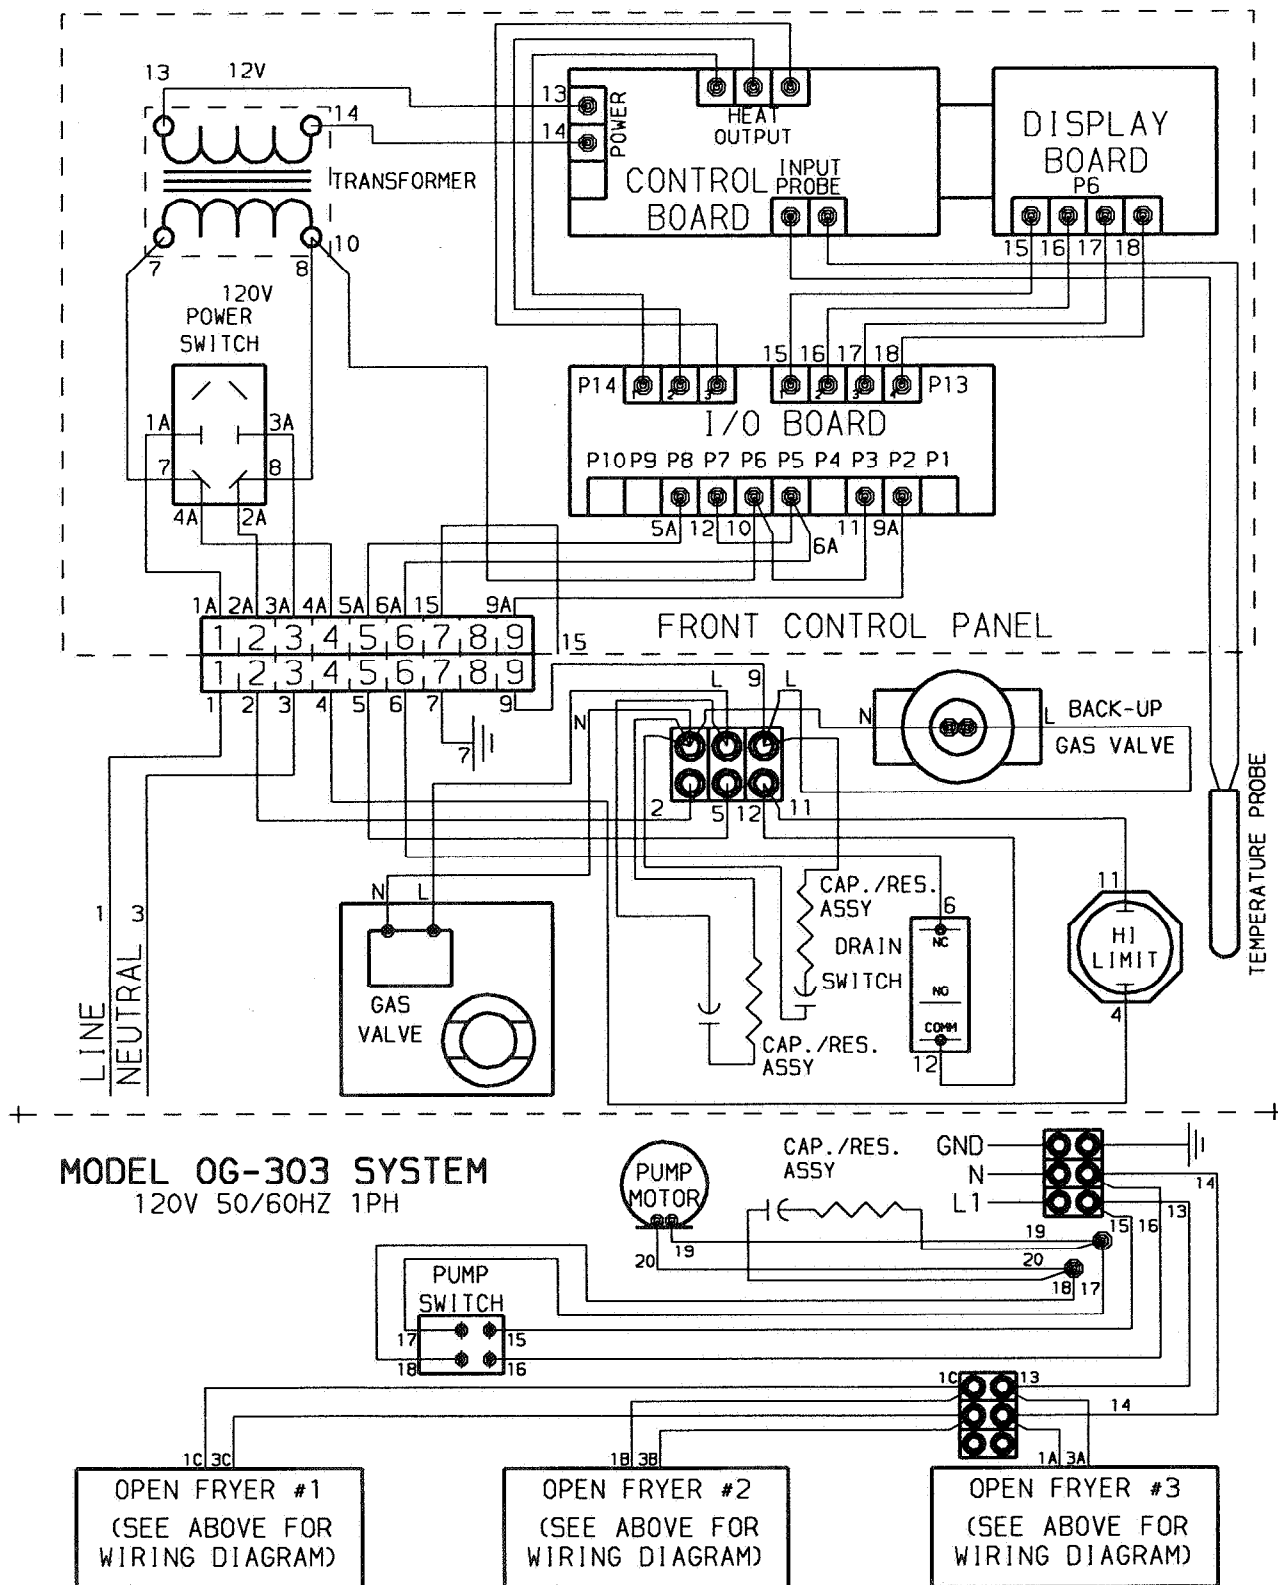 13
12V
14
TRANSFORMER
7
8
10
120V
POWER
SWITCH
1A
3A
7
8
4A
2A
13
14
POWER
HEAT
OUTPUT
CONTROL
BOARD
INPUT
PROBE
DISPLAY
BOARD
P6
15 16 17 18
15 16 17 18
P14
1 2 3
1 2 3 4
P13
I/O BOARD
P10 P9 P8 P7 P6 P5 P4 P3 P2 P1
5A 12 10 6A 11 9A
1A 2A 3A 4A 5A 6A 15 9A
1 2 3 4 5 6 7 8 9
15
FRONT CONTROL PANEL
1 2 3 4 5 6 7 8 9
1 2 3 4 5 6 7 9
7
N
L
9
L
N
L
BACK-UP
GAS VALVE
2 5 12 11
TEMPERATURE PROBE
1
3
LINE
NEUTRAL
N L
GAS
VALVE
CAP./RES.
ASSY
CAP./RES.
ASSY
DRAIN
SWITCH
6
NC
NO
COMM
12
11
HI
LIMIT
4
MODEL OG-303 SYSTEM
120V 50/60HZ 1PH
PUMP
MOTOR
CAP./RES.
ASSY
GND
N
L1
14
13
15 16
19
19
20
20
18 17
PUMP
SWITCH
17
15
18
16
1C
13
14
1C 3C
1B 3B
1A 3A
OPEN FRYER #1
(SEE ABOVE FOR
WIRING DIAGRAM)
OPEN FRYER #2
(SEE ABOVE FOR
WIRING DIAGRAM)
OPEN FRYER #3
(SEE ABOVE FOR
WIRING DIAGRAM)